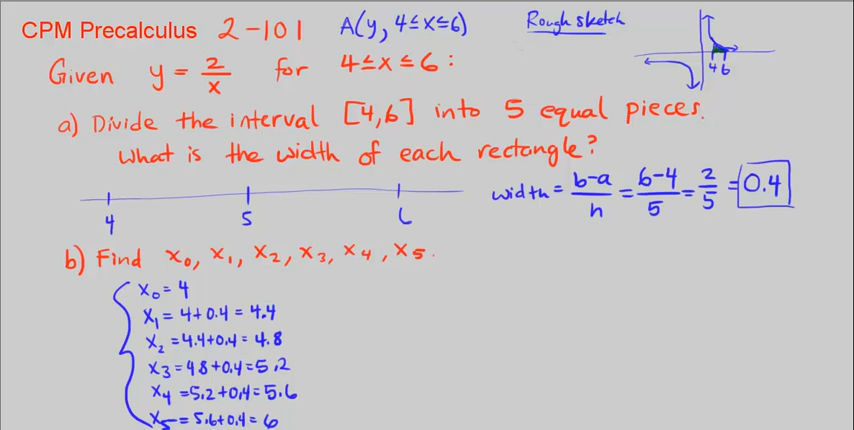 CPM Precalculus 2-101 A(y, 4≤x≤6) Rough sketch
Given y = 2/x for 4≤x≤6:
4 6
a) Divide the interval [4,6] into 5 equal pieces.
What is the width of each rectangle?
width = b-a/n = 6-4/5 = 2/5 = 0.4
4 5 6
b) Find x₀, x₁, x₂, x₃, x₄, x₅.
x₀ = 4
x₁ = 4+0.4 = 4.4
x₂ = 4.4+0.4 = 4.8
x₃ = 4.8+0.4 = 5.2
x₄ = 5.2+0.4 = 5.6
x₅ = 5.6+0.4 = 6